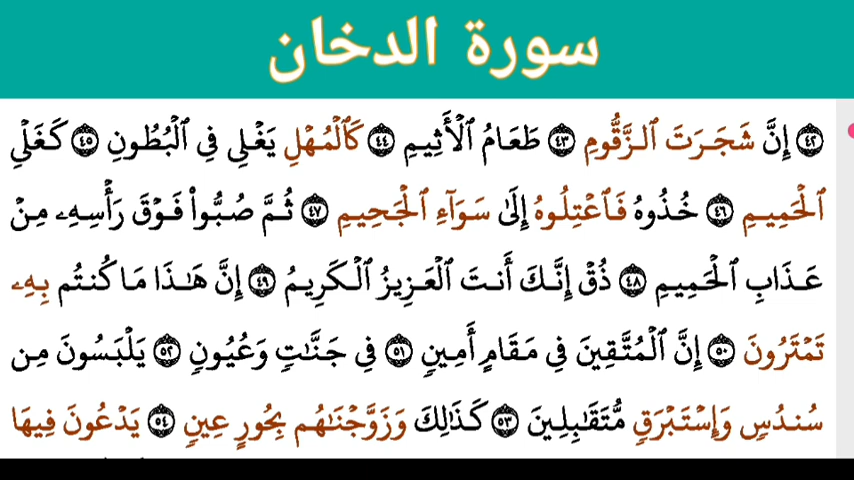 سورة الدخان
٤٢ إِنَّ شَجَرَتَ ٱلزَّقُّومِ ٤٣ طَعَامُ ٱلْأَثِيمِ ٤٤ كَٱلْمُهْلِ يَغْلِى فِى ٱلْبُطُونِ ٤٥ كَغَلْىِ
ٱلْحَمِيمِ ٤٦ خُذُوهُ فَٱعْتِلُوهُ إِلَىٰ سَوَآءِ ٱلْجَحِيمِ ٤٧ ثُمَّ صُبُّوا۟ فَوْقَ رَأْسِهِۦ مِنْ
عَذَابِ ٱلْحَمِيمِ ٤٨ ذُقْ إِنَّكَ أَنتَ ٱلْعَزِيزُ ٱلْكَرِيمُ ٤٩ إِنَّ هَـٰذَا مَا كُنتُم بِهِۦ
تَمْتَرُونَ ٥٠ إِنَّ ٱلْمُتَّقِينَ فِى مَقَامٍ أَمِينٍ ٥١ فِى جَنَّـٰتٍ وَعُيُونٍ ٥٢ يَلْبَسُونَ مِن
سُندُسٍ وَإِسْتَبْرَقٍ مُّتَقَـٰبِلِينَ ٥٣ كَذَٰلِكَ وَزَوَّجْنَـٰهُم بِحُورٍ عِينٍ ٥٤ يَدْعُونَ فِيهَا